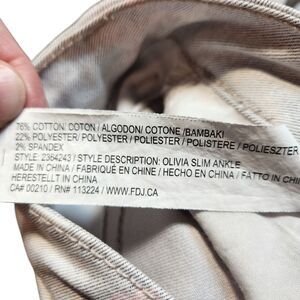 76% COTTON/ COTON / ALGODON/ COTONE /BAMBAKI
22% POLYESTER/ POLYESTER / POLIESTER / POLISTERE / POLIESZTER
2% SPANDEX
STYLE: 2364243 / STYLE DESCRIPTION: OLIVIA SLIM ANKLE
MADE IN CHINA / FABRIQUÉ EN CHINE / HECHO EN CHINA / FATTO IN
HERESTELLT IN CHINA
CA# 00210 / RN# 113224 / WWW.FDJ.CA